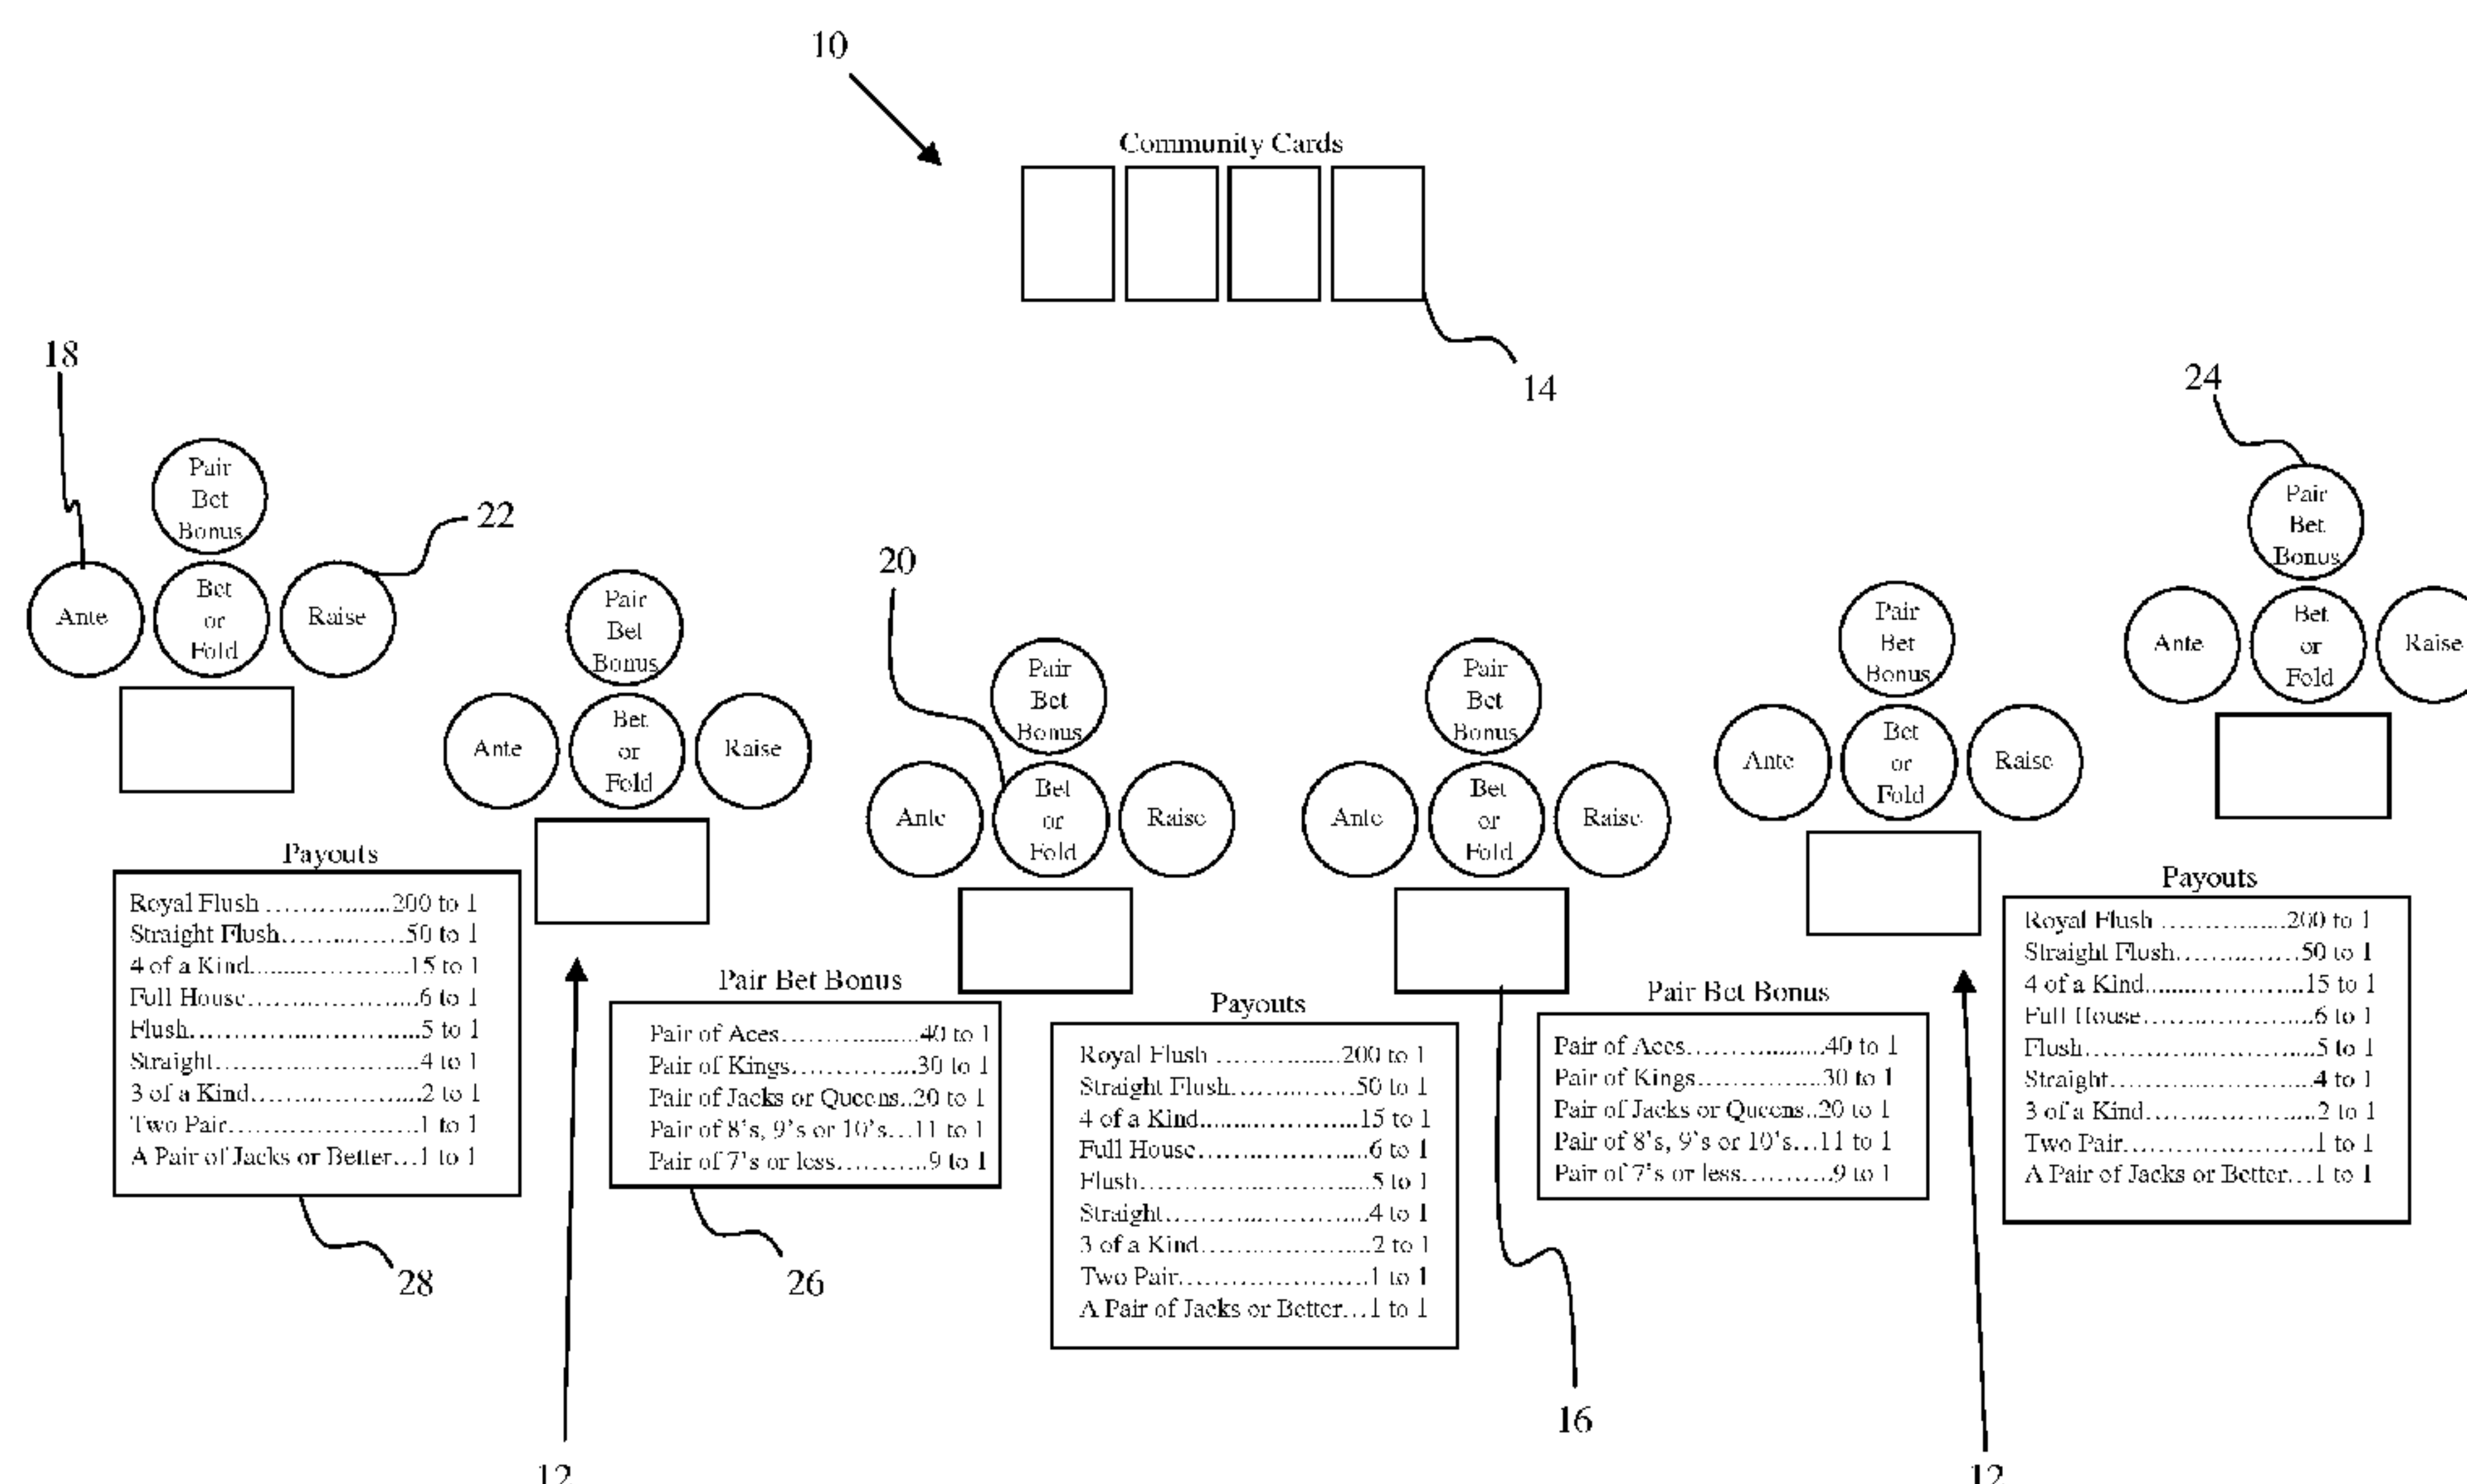 10
Community Cards
14
18
24
22
20
Pair
Bet
Bonus
Ante
Bet
or
Fold
Raise
Pair
Bet
Bonus
Ante
Bet
or
Fold
Raise
Pair
Bet
Bonus
Ante
Bet
or
Fold
Raise
Pair
Bet
Bonus
Ante
Bet
or
Fold
Raise
Pair
Bet
Bonus
Ante
Bet
or
Fold
Raise
Pair
Bet
Bonus
Ante
Bet
or
Fold
Raise
Payouts
Royal Flush ................200 to 1
Straight Flush...............50 to 1
4 of a Kind....................15 to 1
Full House.....................6 to 1
Flush............................5 to 1
Straight.........................4 to 1
3 of a Kind.....................2 to 1
Two Pair.......................1 to 1
A Pair of Jacks or Better...1 to 1
28
Pair Bet Bonus
Pair of Aces.................40 to 1
Pair of Kings...............30 to 1
Pair of Jacks or Queens..20 to 1
Pair of 8's, 9's or 10's...11 to 1
Pair of 7's or less...........9 to 1
26
Payouts
Royal Flush ................200 to 1
Straight Flush...............50 to 1
4 of a Kind....................15 to 1
Full House.....................6 to 1
Flush............................5 to 1
Straight.........................4 to 1
3 of a Kind.....................2 to 1
Two Pair.......................1 to 1
A Pair of Jacks or Better...1 to 1
Pair Bet Bonus
Pair of Aces.................40 to 1
Pair of Kings...............30 to 1
Pair of Jacks or Queens..20 to 1
Pair of 8's, 9's or 10's...11 to 1
Pair of 7's or less...........9 to 1
Payouts
Royal Flush ................200 to 1
Straight Flush...............50 to 1
4 of a Kind....................15 to 1
Full House.....................6 to 1
Flush............................5 to 1
Straight.........................4 to 1
3 of a Kind.....................2 to 1
Two Pair.......................1 to 1
A Pair of Jacks or Better...1 to 1
16
12
12